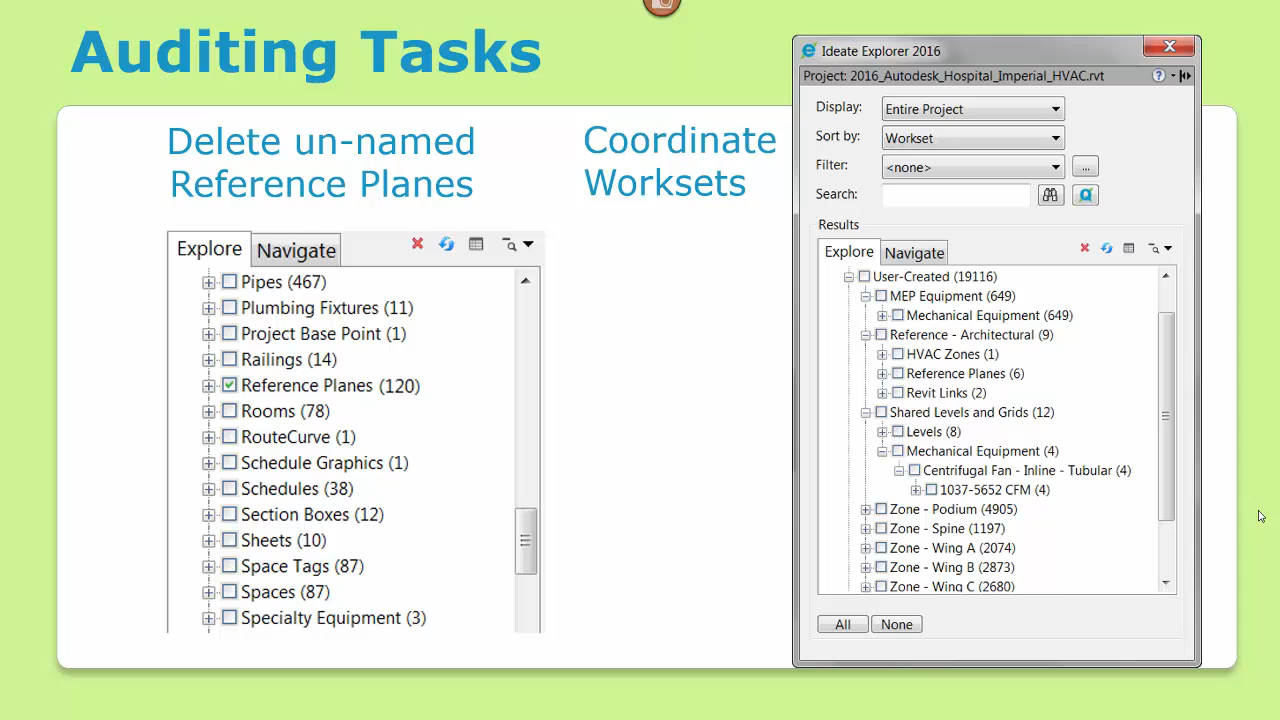 Auditing Tasks
Delete un-named
Reference Planes
Explore
Navigate
Pipes (467)
Plumbing Fixtures (11)
Project Base Point (1)
Railings (14)
Reference Planes (120)
Rooms (78)
RouteCurve (1)
Schedule Graphics (1)
Schedules (38)
Section Boxes (12)
Sheets (10)
Space Tags (87)
Spaces (87)
Specialty Equipment (3)
Coordinate
Worksets
Ideate Explorer 2016
Project: 2016_Autodesk_Hospital_Imperial_HVAC.rvt
Display: Entire Project
Sort by: Workset
Filter: <none> ...
Search:
Results
Explore
Navigate
User-Created (19116)
MEP Equipment (649)
Mechanical Equipment (649)
Reference - Architectural (9)
HVAC Zones (1)
Reference Planes (6)
Revit Links (2)
Shared Levels and Grids (12)
Levels (8)
Mechanical Equipment (4)
Centrifugal Fan - Inline - Tubular (4)
1037-5652 CFM (4)
Zone - Podium (4905)
Zone - Spine (1197)
Zone - Wing A (2074)
Zone - Wing B (2873)
Zone - Wing C (2680)
All
None